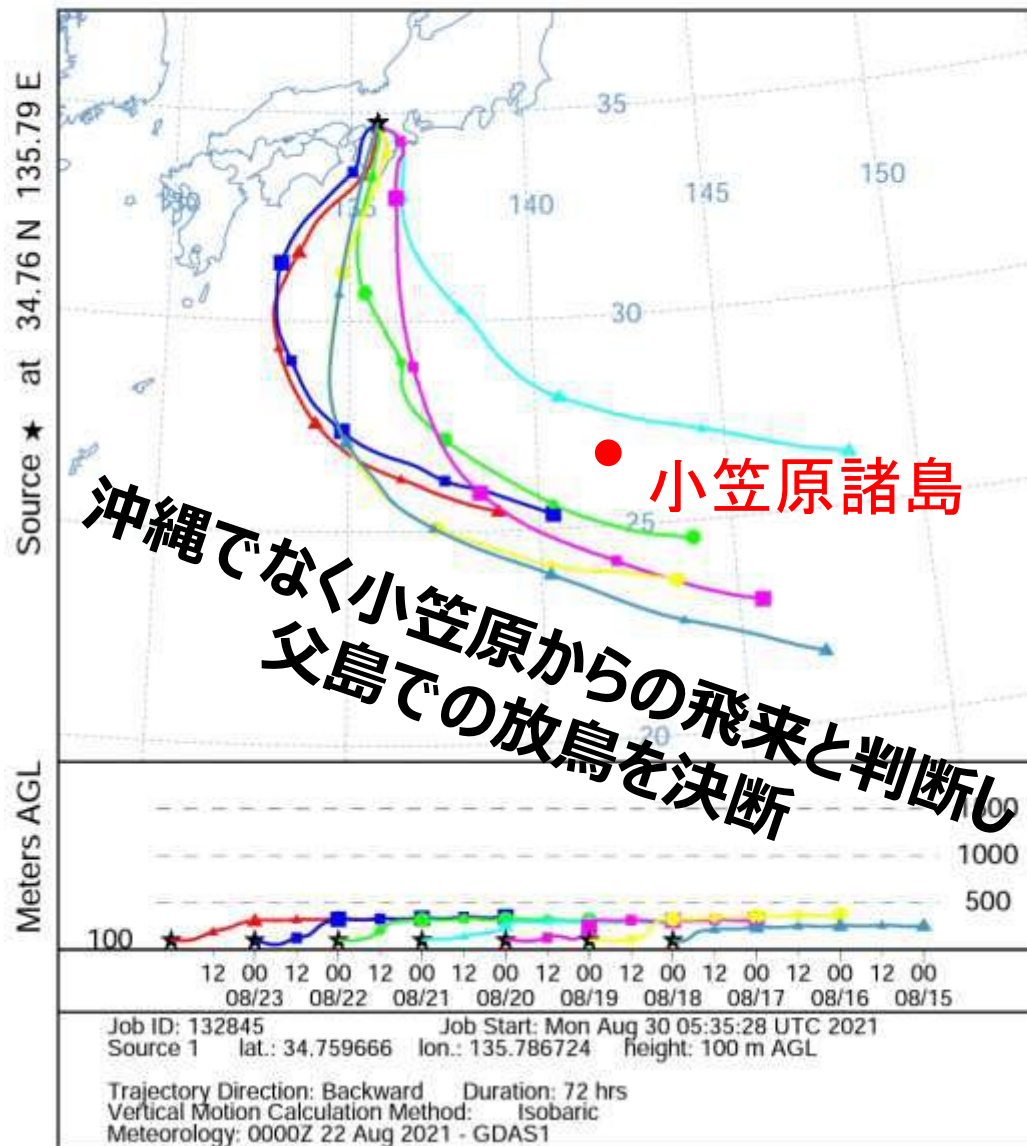 Source ★ at 34.76 N 135.79 E
35
150
145
140
135
130
30
小笠原諸島
25
沖縄でなく小笠原からの飛来と判断し
父島での放鳥を決断
20
Meters AGL
1500
1000
500
100
12 00 12 00 12 00 12 00 12 00 12 00 12 00 12 00 12 00
08/23 08/22 08/21 08/20 08/19 08/18 08/17 08/16 08/15
Job ID: 132845 Job Start: Mon Aug 30 05:35:28 UTC 2021
Source 1 lat.: 34.759666 lon.: 135.786724 height: 100 m AGL
Trajectory Direction: Backward Duration: 72 hrs
Vertical Motion Calculation Method: Isobaric
Meteorology: 0000Z 22 Aug 2021 - GDAS1